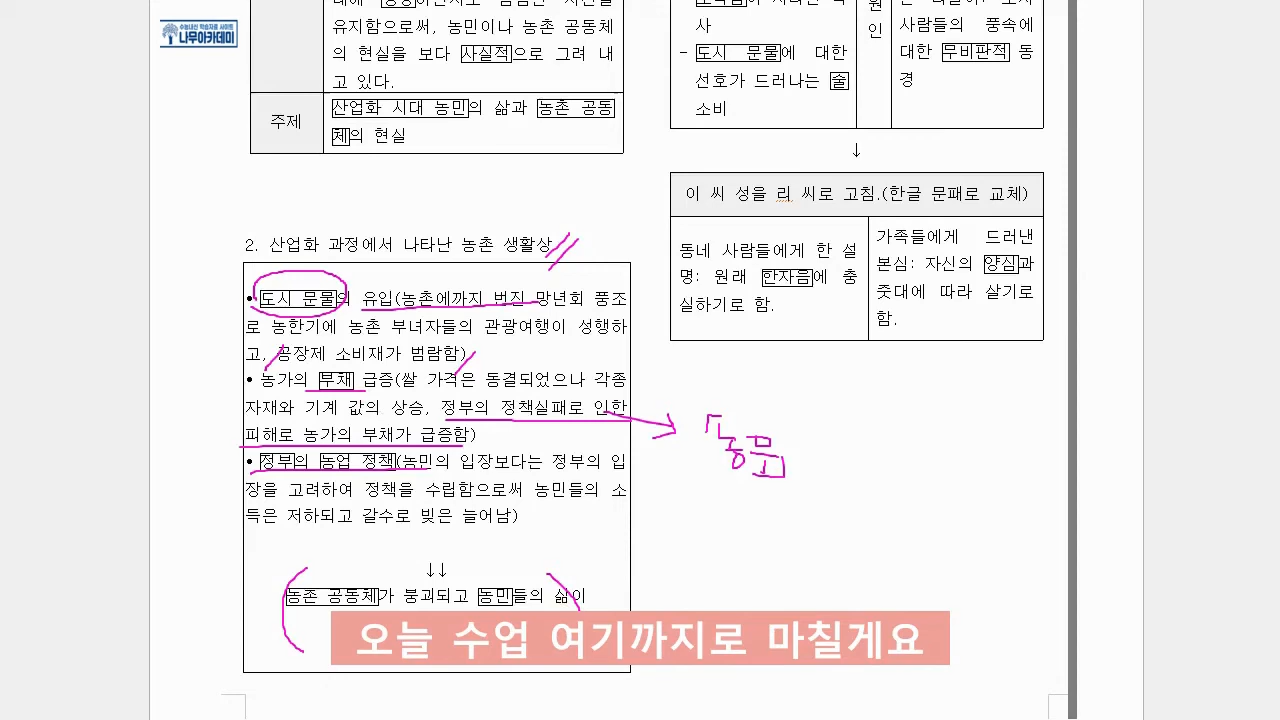 수능내신 학습자료 사이트
나무아카데미
유지함으로써, 농민이나 농촌 공동체
의 현실을 보다 사실적으로 그려 내
고 있다.
주제
산업화 시대 농민의 삶과 농촌 공동
체의 현실
2. 산업화 과정에서 나타난 농촌 생활상
• 도시 문물의 유입(농촌에까지 번진 망년회 풍조
로 농한기에 농촌 부녀자들의 관광여행이 성행하
고, 공장제 소비재가 범람함)
• 농가의 부채 급증(쌀 가격은 동결되었으나 각종
자재와 기계 값의 상승, 정부의 정책실패로 인한
피해로 농가의 부채가 급증함)
• 정부의 농업 정책(농민의 입장보다는 정부의 입
장을 고려하여 정책을 수립함으로써 농민들의 소
득은 저하되고 갈수로 빚은 늘어남)
↓↓
농촌 공동체가 붕괴되고 농민들의 삶이
사
- 도시 문물에 대한
선호가 드러나는 술
소비
원
인
사람들의 풍속에
대한 무비판적 동
경
↓
이 씨 성을 리 씨로 고침.(한글 문패로 교체)
동네 사람들에게 한 설
명: 원래 한자음에 충
실하기로 함.
가족들에게 드러낸
본심: 자신의 양심과
줏대에 따라 살기로
함.
오늘 수업 여기까지로 마칠게요